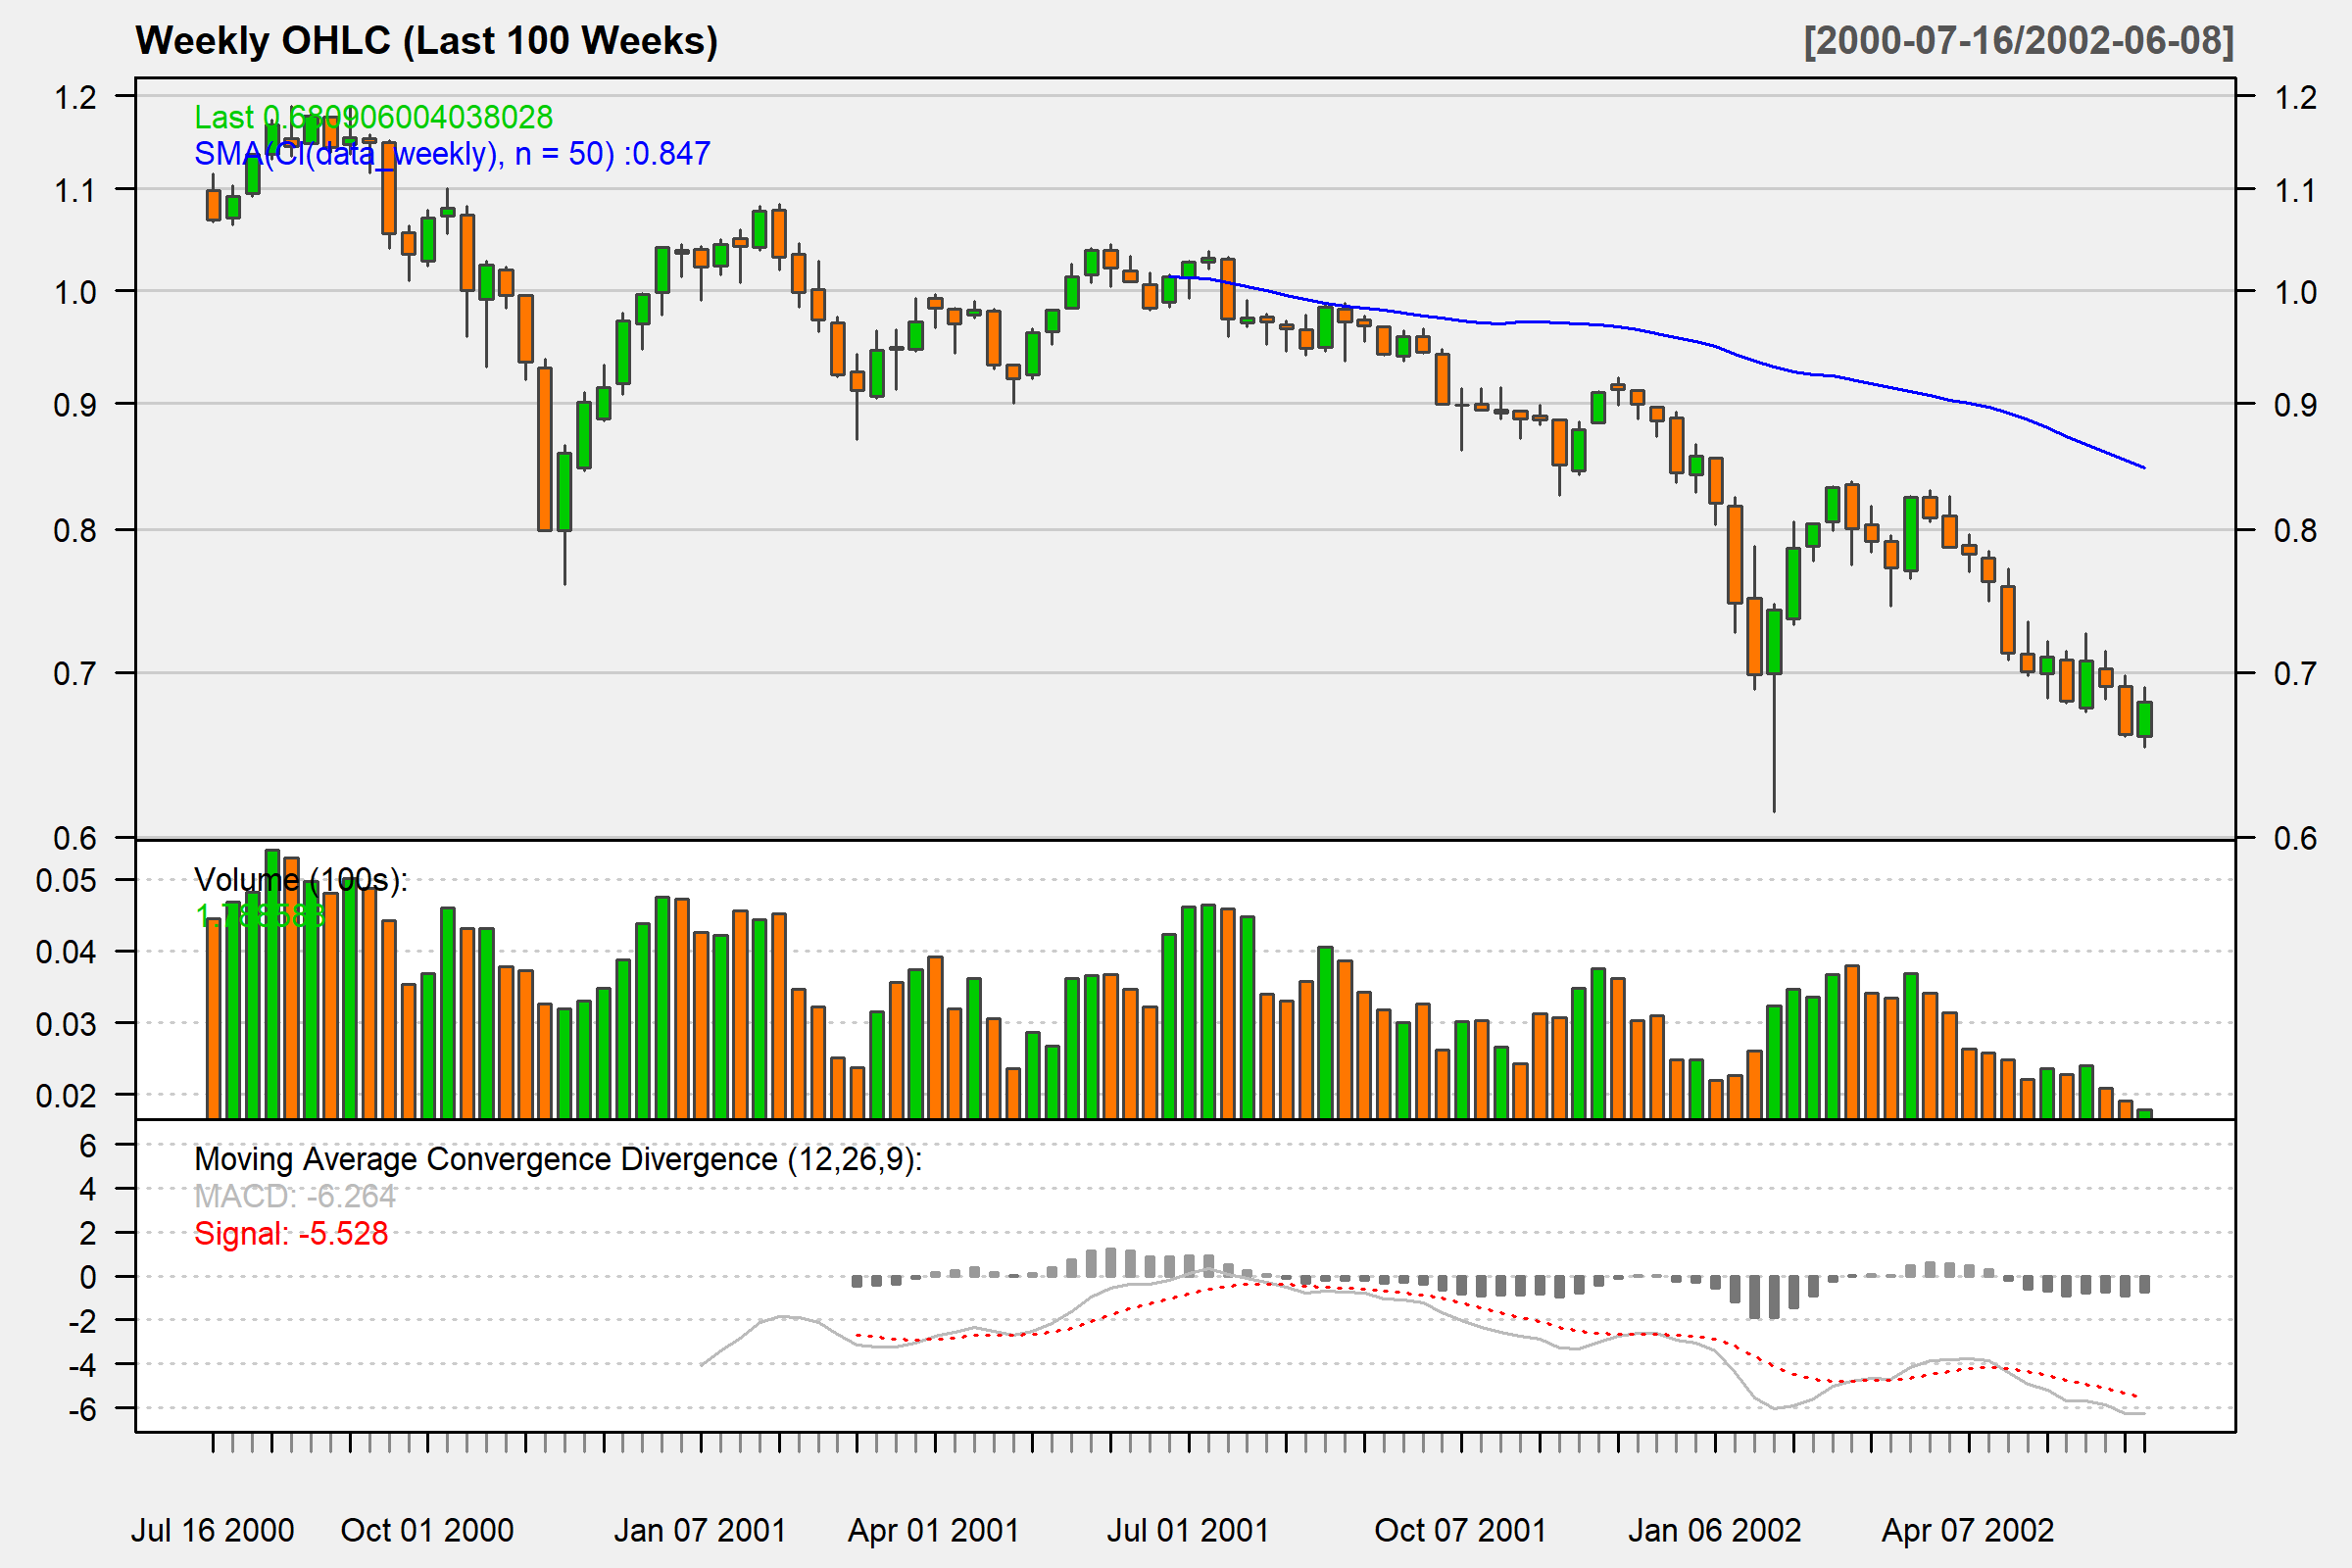 Weekly OHLC (Last 100 Weeks)
[2000-07-16/2002-06-08]
Last 0.680906004038028
SMA(Cl(data_weekly), n = 50) :0.847
1.2 1.2
1.1 1.1
1.0 1.0
0.9 0.9
0.8 0.8
0.7 0.7
0.6 0.6
Volume (100s):
0.05
0.04
0.03
0.02
Moving Average Convergence Divergence (12,26,9):
MACD: -6.264
Signal: -5.528
6
4
2
0
-2
-4
-6
Jul 16 2000 Oct 01 2000 Jan 07 2001 Apr 01 2001 Jul 01 2001 Oct 07 2001 Jan 06 2002 Apr 07 2002